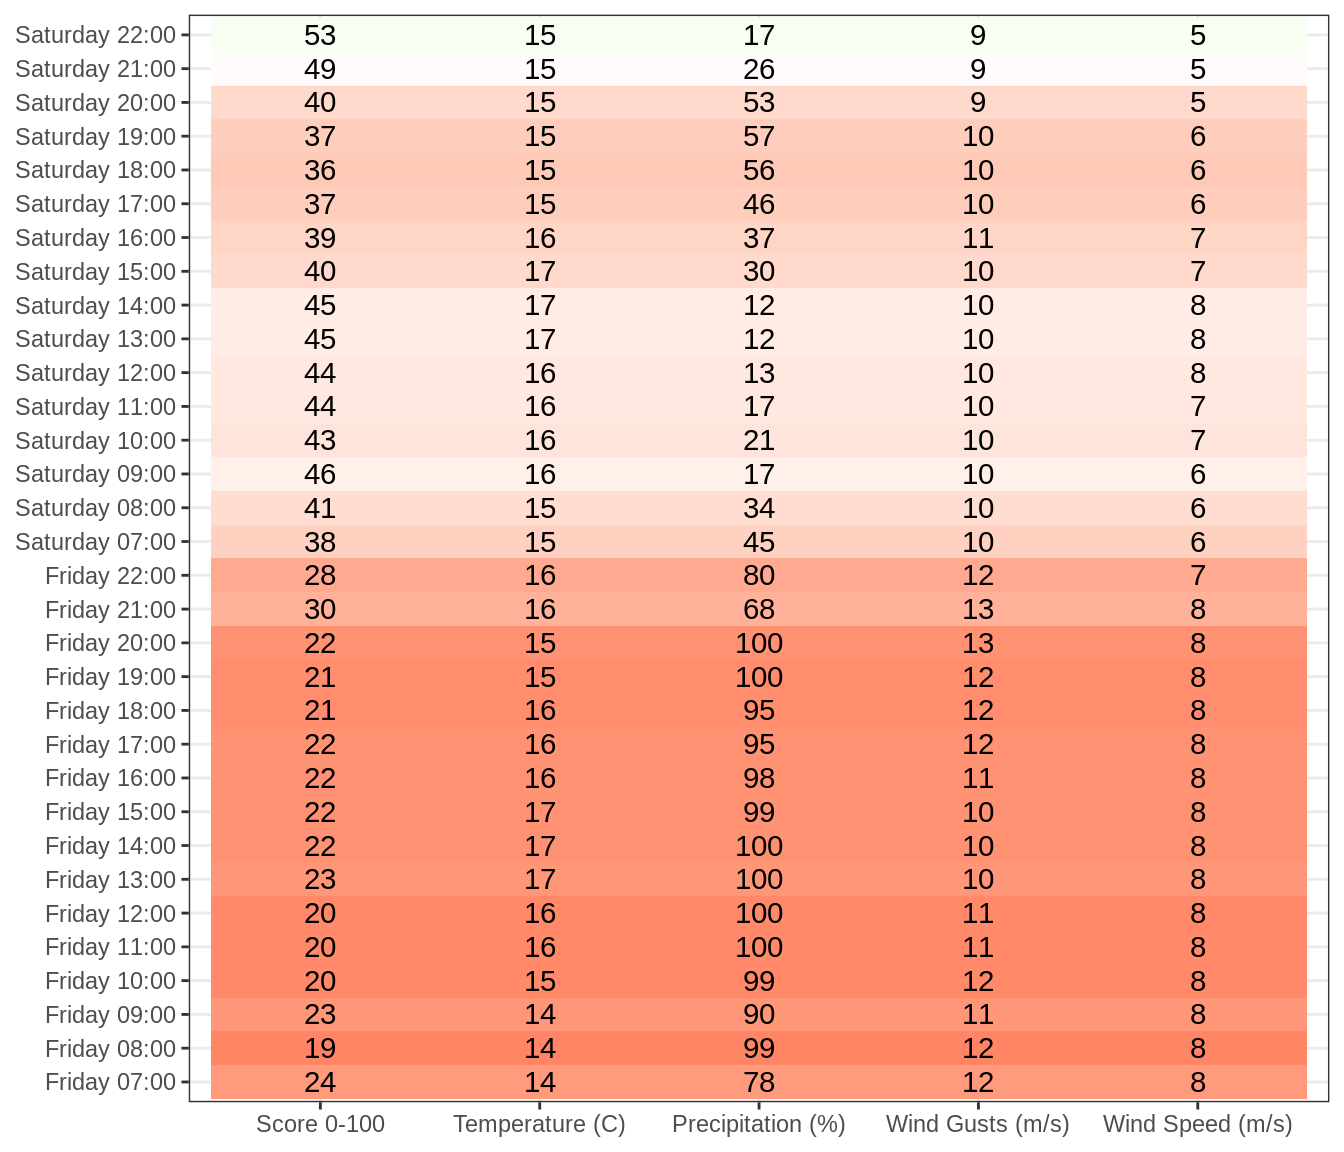 Saturday 22:00 53 15 17 9 5
Saturday 21:00 49 15 26 9 5
Saturday 20:00 40 15 53 9 5
Saturday 19:00 37 15 57 10 6
Saturday 18:00 36 15 56 10 6
Saturday 17:00 37 15 46 10 6
Saturday 16:00 39 16 37 11 7
Saturday 15:00 40 17 30 10 7
Saturday 14:00 45 17 12 10 8
Saturday 13:00 45 17 12 10 8
Saturday 12:00 44 16 13 10 8
Saturday 11:00 44 16 17 10 7
Saturday 10:00 43 16 21 10 7
Saturday 09:00 46 16 17 10 6
Saturday 08:00 41 15 34 10 6
Saturday 07:00 38 15 45 10 6
Friday 22:00 28 16 80 12 7
Friday 21:00 30 16 68 13 8
Friday 20:00 22 15 100 13 8
Friday 19:00 21 15 100 12 8
Friday 18:00 21 16 95 12 8
Friday 17:00 22 16 95 12 8
Friday 16:00 22 16 98 11 8
Friday 15:00 22 17 99 10 8
Friday 14:00 22 17 100 10 8
Friday 13:00 23 17 100 10 8
Friday 12:00 20 16 100 11 8
Friday 11:00 20 16 100 11 8
Friday 10:00 20 15 99 12 8
Friday 09:00 23 14 90 11 8
Friday 08:00 19 14 99 12 8
Friday 07:00 24 14 78 12 8
Score 0-100 Temperature (C) Precipitation (%) Wind Gusts (m/s) Wind Speed (m/s)